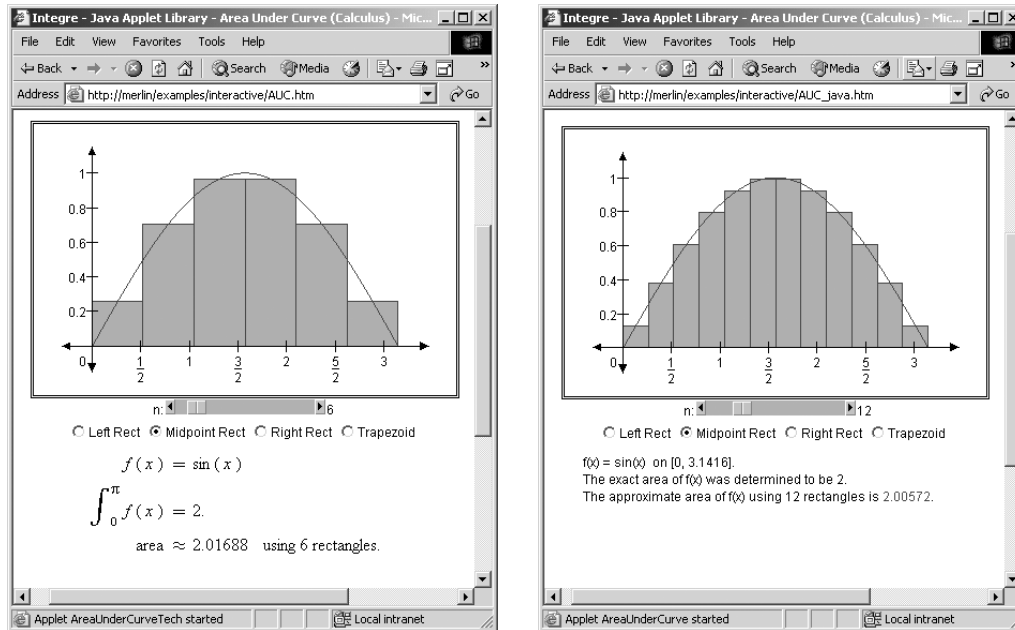 Integre - Java Applet Library - Area Under Curve (Calculus) - Mic...
File Edit View Favorites Tools Help
Back Search Media »
Address http://merlin/examples/interactive/AUC.htm Go
1
0.8
0.6
0.4
0.2
0 1/2 1 3/2 2 5/2 3
n: 6
Left Rect Midpoint Rect Right Rect Trapezoid
f ( x ) = sin ( x )
∫₀^π f ( x ) = 2.
area ≈ 2.01688 using 6 rectangles.
Applet AreaUnderCurveTech started Local intranet
Integre - Java Applet Library - Area Under Curve (Calculus) - Mic...
File Edit View Favorites Tools Help
Back Search Media »
Address http://merlin/examples/interactive/AUC_java.htm Go
1
0.8
0.6
0.4
0.2
0 1/2 1 3/2 2 5/2 3
n: 12
Left Rect Midpoint Rect Right Rect Trapezoid
f(x) = sin(x) on [0, 3.1416].
The exact area of f(x) was determined to be 2.
The approximate area of f(x) using 12 rectangles is 2.00572.
Applet AreaUnderCurve started Local intranet